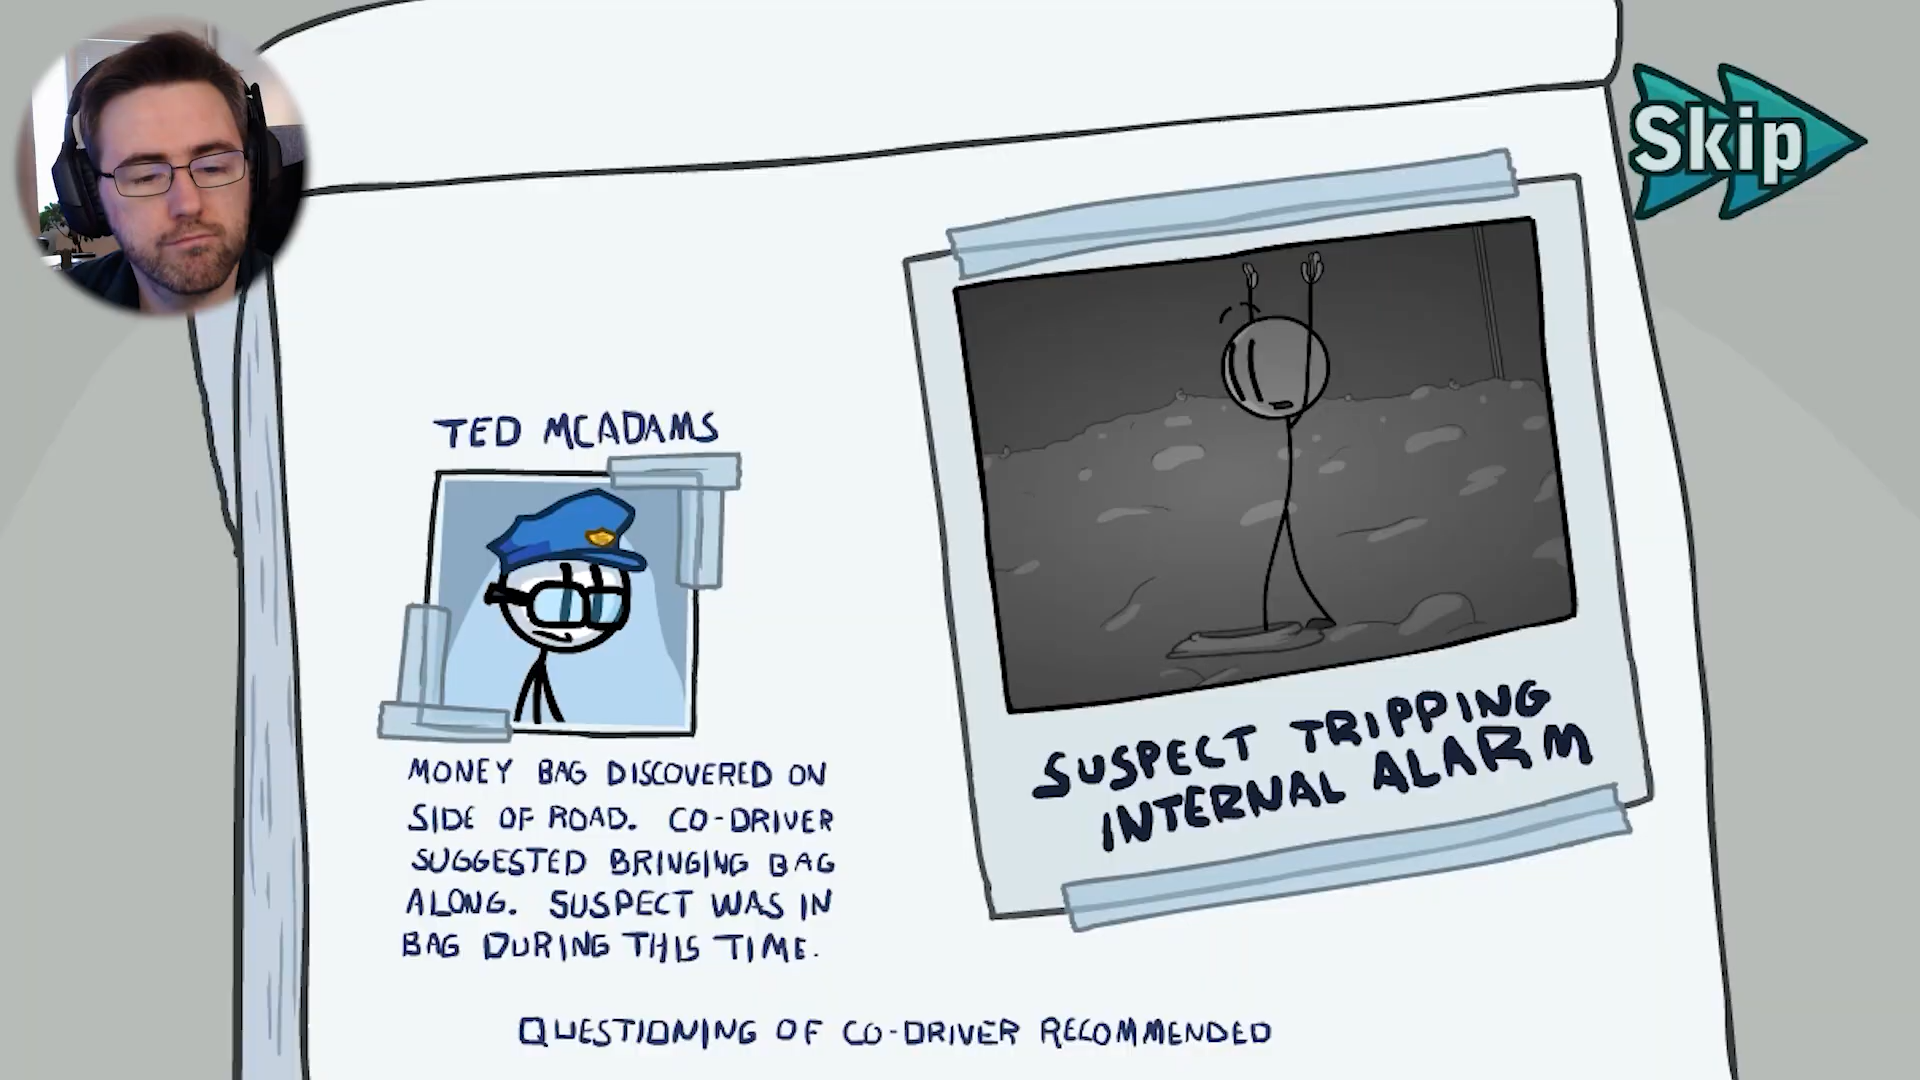 Skip
TED MCADAMS
MONEY BAG DISCOVERED ON
SIDE OF ROAD. CO-DRIVER
SUGGESTED BRINGING BAG
ALONG. SUSPECT WAS IN
BAG DURING THIS TIME.
SUSPECT TRIPPING
INTERNAL ALARM
QUESTIONING OF CO-DRIVER RECOMMENDED